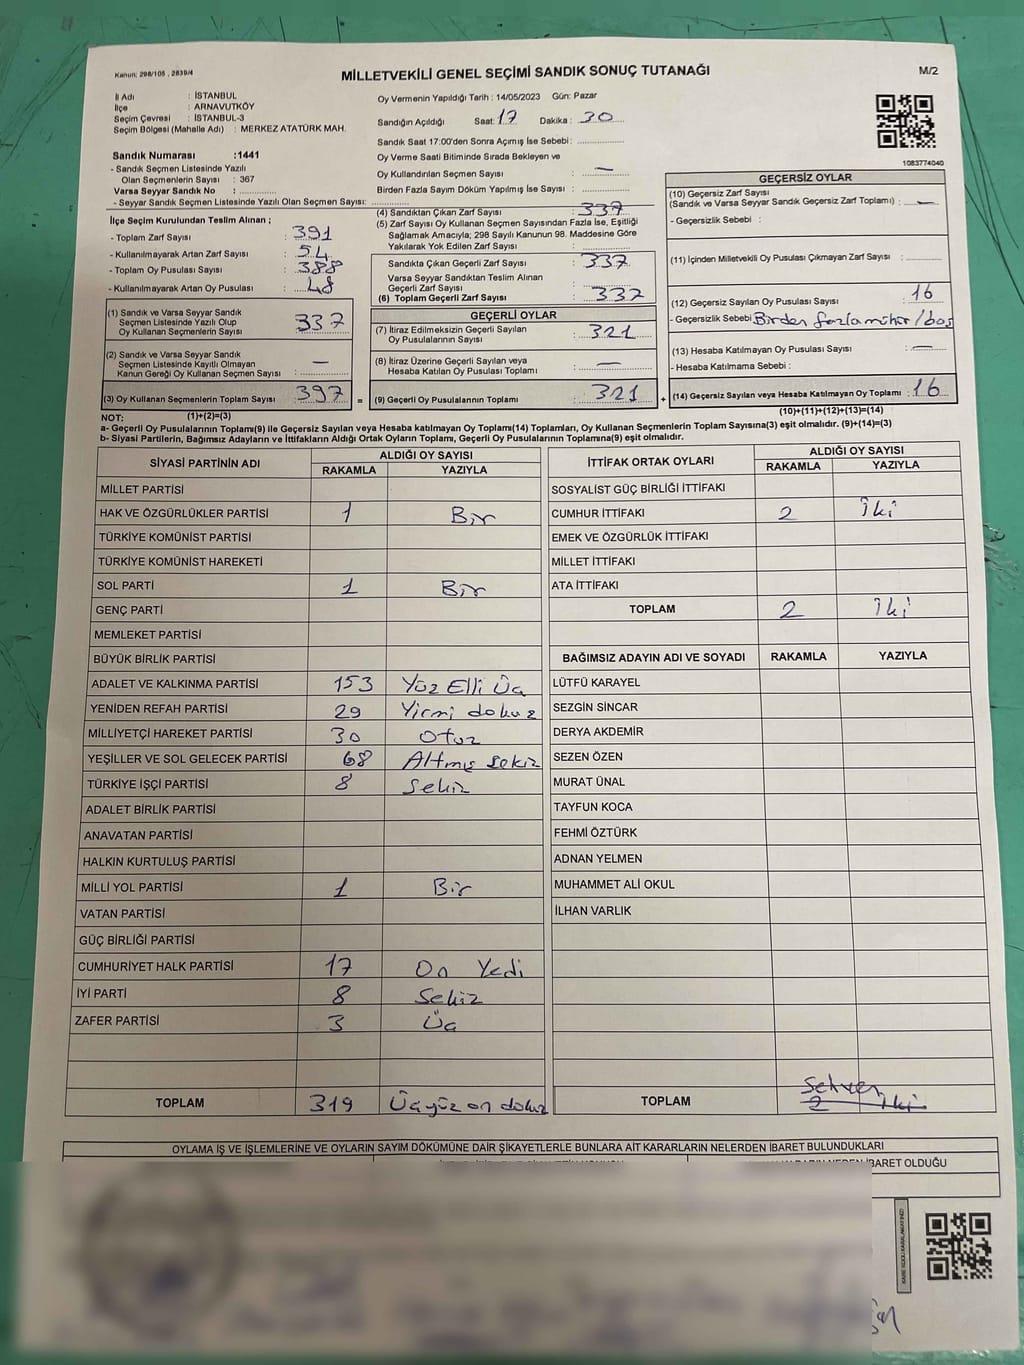 Kanun: 298/105 , 2839/4
MİLLETVEKİLİ GENEL SEÇİMİ SANDIK SONUÇ TUTANAĞI
M/2
İl Adı : İSTANBUL
İlçe : ARNAVUTKÖY
Seçim Çevresi : İSTANBUL-3
Seçim Bölgesi (Mahalle Adı) : MERKEZ ATATÜRK MAH.
Sandık Numarası :1441
- Sandık Seçmen Listesinde Yazılı
Olan Seçmenlerin Sayısı : 367
Varsa Seyyar Sandık No :
- Seyyar Sandık Seçmen Listesinde Yazılı Olan Seçmen Sayısı:
Oy Vermenin Yapıldığı Tarih : 14/05/2023 Gün: Pazar
Sandığın Açıldığı Saat: 17 Dakika : 30
Sandık Saat 17:00'den Sonra Açımış İse Sebebi:
Oy Verme Saati Bitiminde Sırada Bekleyen ve
Oy Kullandırılan Seçmen Sayısı : —
Birden Fazla Sayım Döküm Yapılmış İse Sayısı :
1083774040
İlçe Seçim Kurulundan Teslim Alınan ;
- Toplam Zarf Sayısı : 391
- Kullanılmayarak Artan Zarf Sayısı : 54
- Toplam Oy Pusulası Sayısı : 388
- Kullanılmayarak Artan Oy Pusulası : 48
(1) Sandık ve Varsa Seyyar Sandık
Seçmen Listesinde Yazılı Olup
Oy Kullanan Seçmenlerin Sayısı 337
(2) Sandık ve Varsa Seyyar Sandık
Seçmen Listesinde Kayıtlı Olmayan
Kanun Gereği Oy Kullanan Seçmen Sayısı : —
(3) Oy Kullanan Seçmenlerin Toplam Sayısı 397 =
(4) Sandıktan Çıkan Zarf Sayısı : 337
(5) Zarf Sayısı Oy Kullanan Seçmen Sayısından Fazla İse, Eşitliği
Sağlamak Amacıyla; 298 Sayılı Kanunun 98. Maddesine Göre
Yakılarak Yok Edilen Zarf Sayısı :
Sandıkta Çıkan Geçerli Zarf Sayısı : 337
Varsa Seyyar Sandıktan Teslim Alınan
Geçerli Zarf Sayısı :
(6) Toplam Geçerli Zarf Sayısı : 337
GEÇERLİ OYLAR
(7) İtiraz Edilmeksizin Geçerli Sayılan
Oy Pusulalarının Sayısı : 321
(8) İtiraz Üzerine Geçerli Sayılan veya
Hesaba Katılan Oy Pusulası Toplamı : —
(9) Geçerli Oy Pusulalarının Toplamı 321 +
GEÇERSİZ OYLAR
(10) Geçersiz Zarf Sayısı
(Sandık ve Varsa Seyyar Sandık Geçersiz Zarf Toplamı) : —
- Geçersizlik Sebebi :
(11) İçinden Milletvekili Oy Pusulası Çıkmayan Zarf Sayısı :
(12) Geçersiz Sayılan Oy Pusulası Sayısı : 16
- Geçersizlik Sebebi Birden fazla mühür/bos
(13) Hesaba Katılmayan Oy Pusulası Sayısı : —
- Hesaba Katılmama Sebebi :
(14) Geçersiz Sayılan veya Hesaba Katılmayan Oy Toplamı : 16
NOT: (1)+(2)=(3) (10)+(11)+(12)+(13)=(14)
a- Geçerli Oy Pusulalarının Toplamı(9) ile Geçersiz Sayılan veya Hesaba Katılmayan Oy Toplamı(14) Toplamları, Oy Kullanan Seçmenlerin Toplam Sayısına(3) eşit olmalıdır. (9)+(14)=(3)
b- Siyasi Partilerin, Bağımsız Adayların ve İttifakların Aldığı Ortak Oyların Toplamı, Geçerli Oy Pusulalarının Toplamına(9) eşit olmalıdır.
SİYASİ PARTİNİN ADI ALDIĞI OY SAYISI
RAKAMLA YAZIYLA
MİLLET PARTİSİ
HAK VE ÖZGÜRLÜKLER PARTİSİ 1 Bir
TÜRKİYE KOMÜNİST PARTİSİ
TÜRKİYE KOMÜNİST HAREKETİ
SOL PARTİ 1 Bir
GENÇ PARTİ
MEMLEKET PARTİSİ
BÜYÜK BİRLİK PARTİSİ
ADALET VE KALKINMA PARTİSİ 153 Yüz Elli Üç
YENİDEN REFAH PARTİSİ 29 Yirmi dokuz
MİLLİYETÇİ HAREKET PARTİSİ 30 Otuz
YEŞİLLER VE SOL GELECEK PARTİSİ 68 Altmış sekiz
TÜRKİYE İŞÇİ PARTİSİ 8 Sekiz
ADALET BİRLİK PARTİSİ
ANAVATAN PARTİSİ
HALKIN KURTULUŞ PARTİSİ
MİLLİ YOL PARTİSİ 1 Bir
VATAN PARTİSİ
GÜÇ BİRLİĞİ PARTİSİ
CUMHURİYET HALK PARTİSİ 17 On Yedi
İYİ PARTİ 8 Sekiz
ZAFER PARTİSİ 3 Üç
TOPLAM 319 Üçyüz on dokuz
İTTİFAK ORTAK OYLARI ALDIĞI OY SAYISI
RAKAMLA YAZIYLA
SOSYALİST GÜÇ BİRLİĞİ İTTİFAKI
CUMHUR İTTİFAKI 2 İki
EMEK VE ÖZGÜRLÜK İTTİFAKI
MİLLET İTTİFAKI
ATA İTTİFAKI
TOPLAM 2 İki
BAĞIMSIZ ADAYIN ADI VE SOYADI RAKAMLA YAZIYLA
LÜTFÜ KARAYEL
SEZGİN SİNCAR
DERYA AKDEMİR
SEZEN ÖZEN
MURAT ÜNAL
TAYFUN KOCA
FEHMİ ÖZTÜRK
ADNAN YELMEN
MUHAMMET ALİ OKUL
İLHAN VARLIK
Sehven
TOPLAM 2 iki
OYLAMA İŞ VE İŞLEMLERİNE VE OYLARIN SAYIM DÖKÜMÜNE DAİR ŞİKAYETLERLE BUNLARA AİT KARARLARIN NELERDEN İBARET BULUNDUKLARI
İBARET OLDUĞU